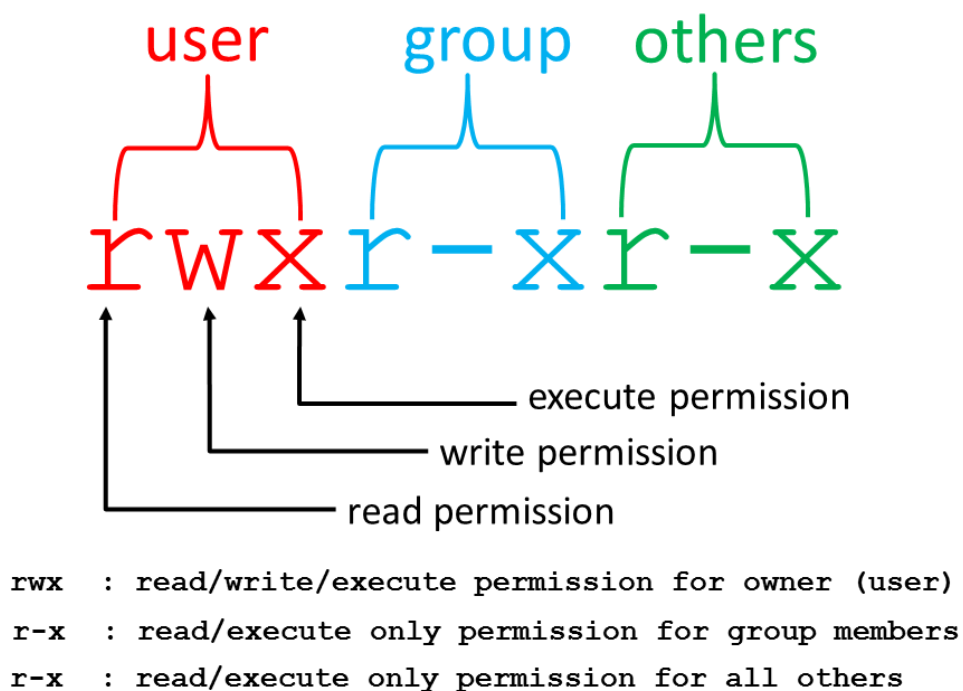 user group others
rwxr-xr-x
execute permission
write permission
read permission
rwx : read/write/execute permission for owner (user)
r-x : read/execute only permission for group members
r-x : read/execute only permission for all others